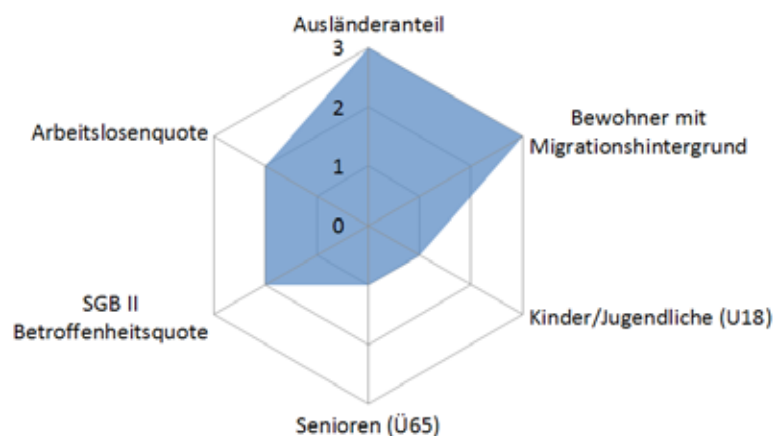 Ausländeranteil
3
2
1
0
Bewohner mit
Migrationshintergrund
Kinder/Jugendliche (U18)
Senioren (Ü65)
SGB II
Betroffenheitsquote
Arbeitslosenquote